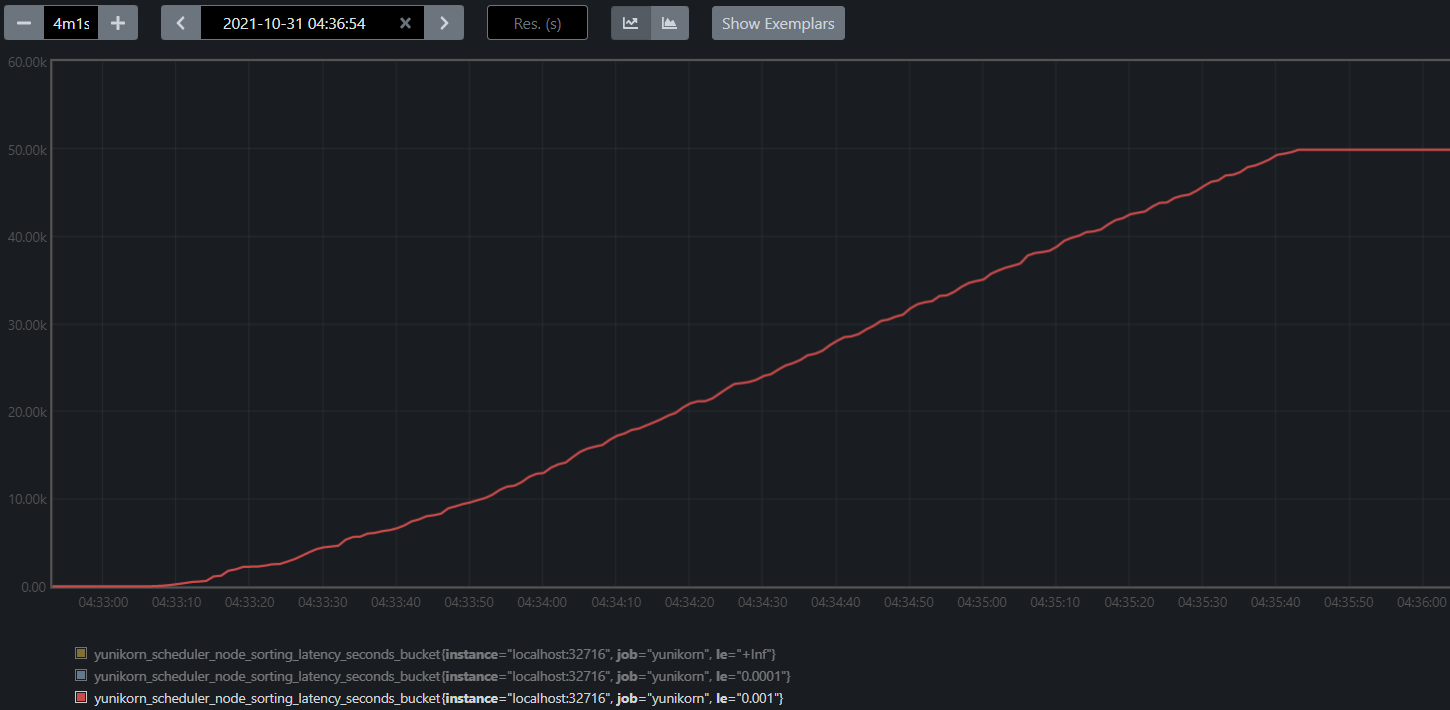 4m1s 2021-10-31 04:36:54 Res. (s) Show Exemplars
60.00k
50.00k
40.00k
30.00k
20.00k
10.00k
0.00
04:33:00 04:33:10 04:33:20 04:33:30 04:33:40 04:33:50 04:34:00 04:34:10 04:34:20 04:34:30 04:34:40 04:34:50 04:35:00 04:35:10 04:35:20 04:35:30 04:35:40 04:35:50 04:36:00
yunikorn_scheduler_node_sorting_latency_seconds_bucket{instance="localhost:32716", job="yunikorn", le="+Inf"}
yunikorn_scheduler_node_sorting_latency_seconds_bucket{instance="localhost:32716", job="yunikorn", le="0.0001"}
yunikorn_scheduler_node_sorting_latency_seconds_bucket{instance="localhost:32716", job="yunikorn", le="0.001"}